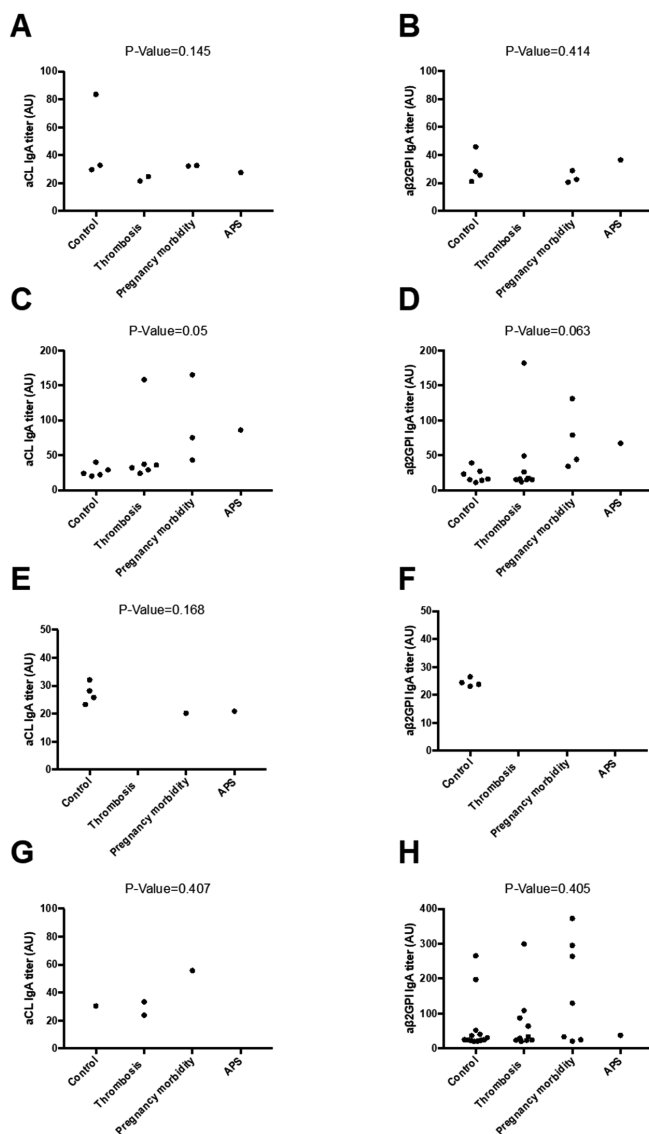 A
P-Value=0.145
aCL IgA titer (AU)
100
80
60
40
20
0
Control
Thrombosis
Pregnancy morbidity
APS
B
P-Value=0.414
aβ2GPI IgA titer (AU)
100
80
60
40
20
0
Control
Thrombosis
Pregnancy morbidity
APS
C
P-Value=0.05
aCL IgA titer (AU)
200
150
100
50
0
Control
Thrombosis
Pregnancy morbidity
APS
D
P-Value=0.063
aβ2GPI IgA titer (AU)
200
150
100
50
0
Control
Thrombosis
Pregnancy morbidity
APS
E
P-Value=0.168
aCL IgA titer (AU)
50
40
30
20
10
0
Control
Thrombosis
Pregnancy morbidity
APS
F
aβ2GPI IgA titer (AU)
50
40
30
20
10
0
Control
Thrombosis
Pregnancy morbidity
APS
G
P-Value=0.407
aCL IgA titer (AU)
100
80
60
40
20
0
Control
Thrombosis
Pregnancy morbidity
APS
H
P-Value=0.405
aβ2GPI IgA titer (AU)
400
300
200
100
0
Control
Thrombosis
Pregnancy morbidity
APS